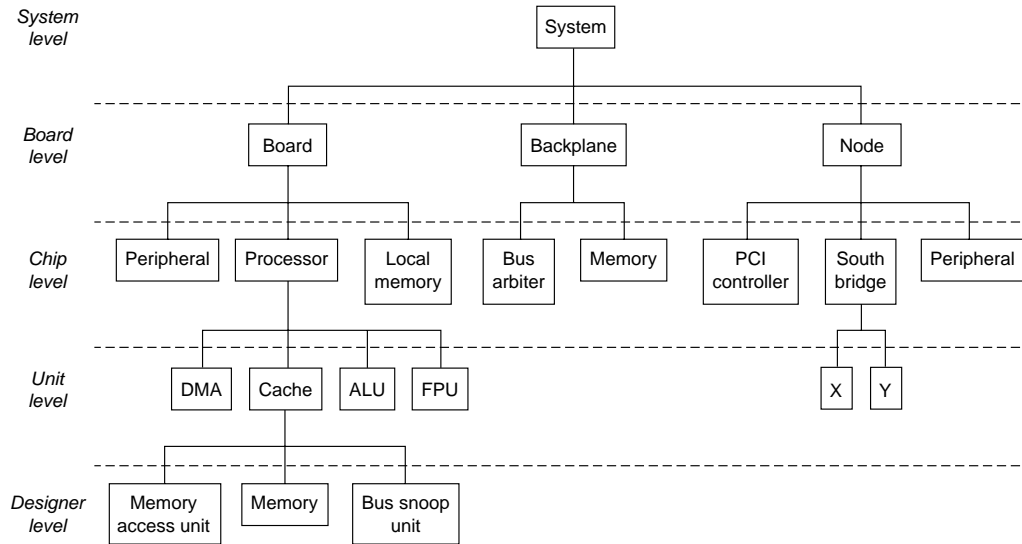 System
level
System
Board
level
Board
Backplane
Node
Chip
level
Peripheral
Processor
Local
memory
Bus
arbiter
Memory
PCI
controller
South
bridge
Peripheral
Unit
level
DMA
Cache
ALU
FPU
X
Y
Designer
level
Memory
access unit
Memory
Bus snoop
unit